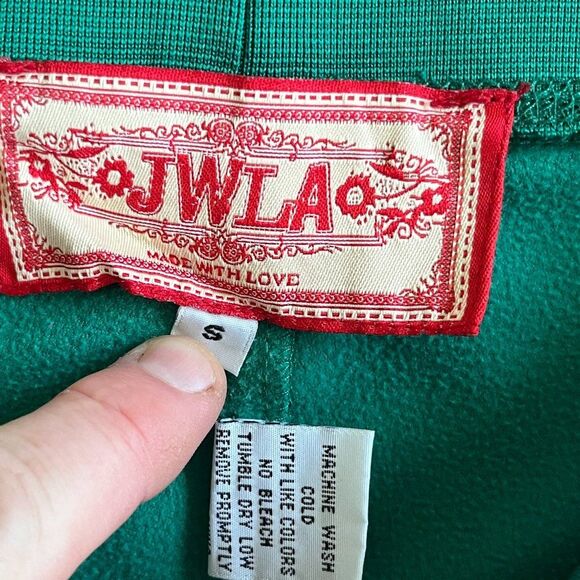 JWLA
MADE WITH LOVE
S
MACHINE WASH
COLD
WITH LIKE COLORS
NO BLEACH
TUMBLE DRY LOW
REMOVE PROMPTLY